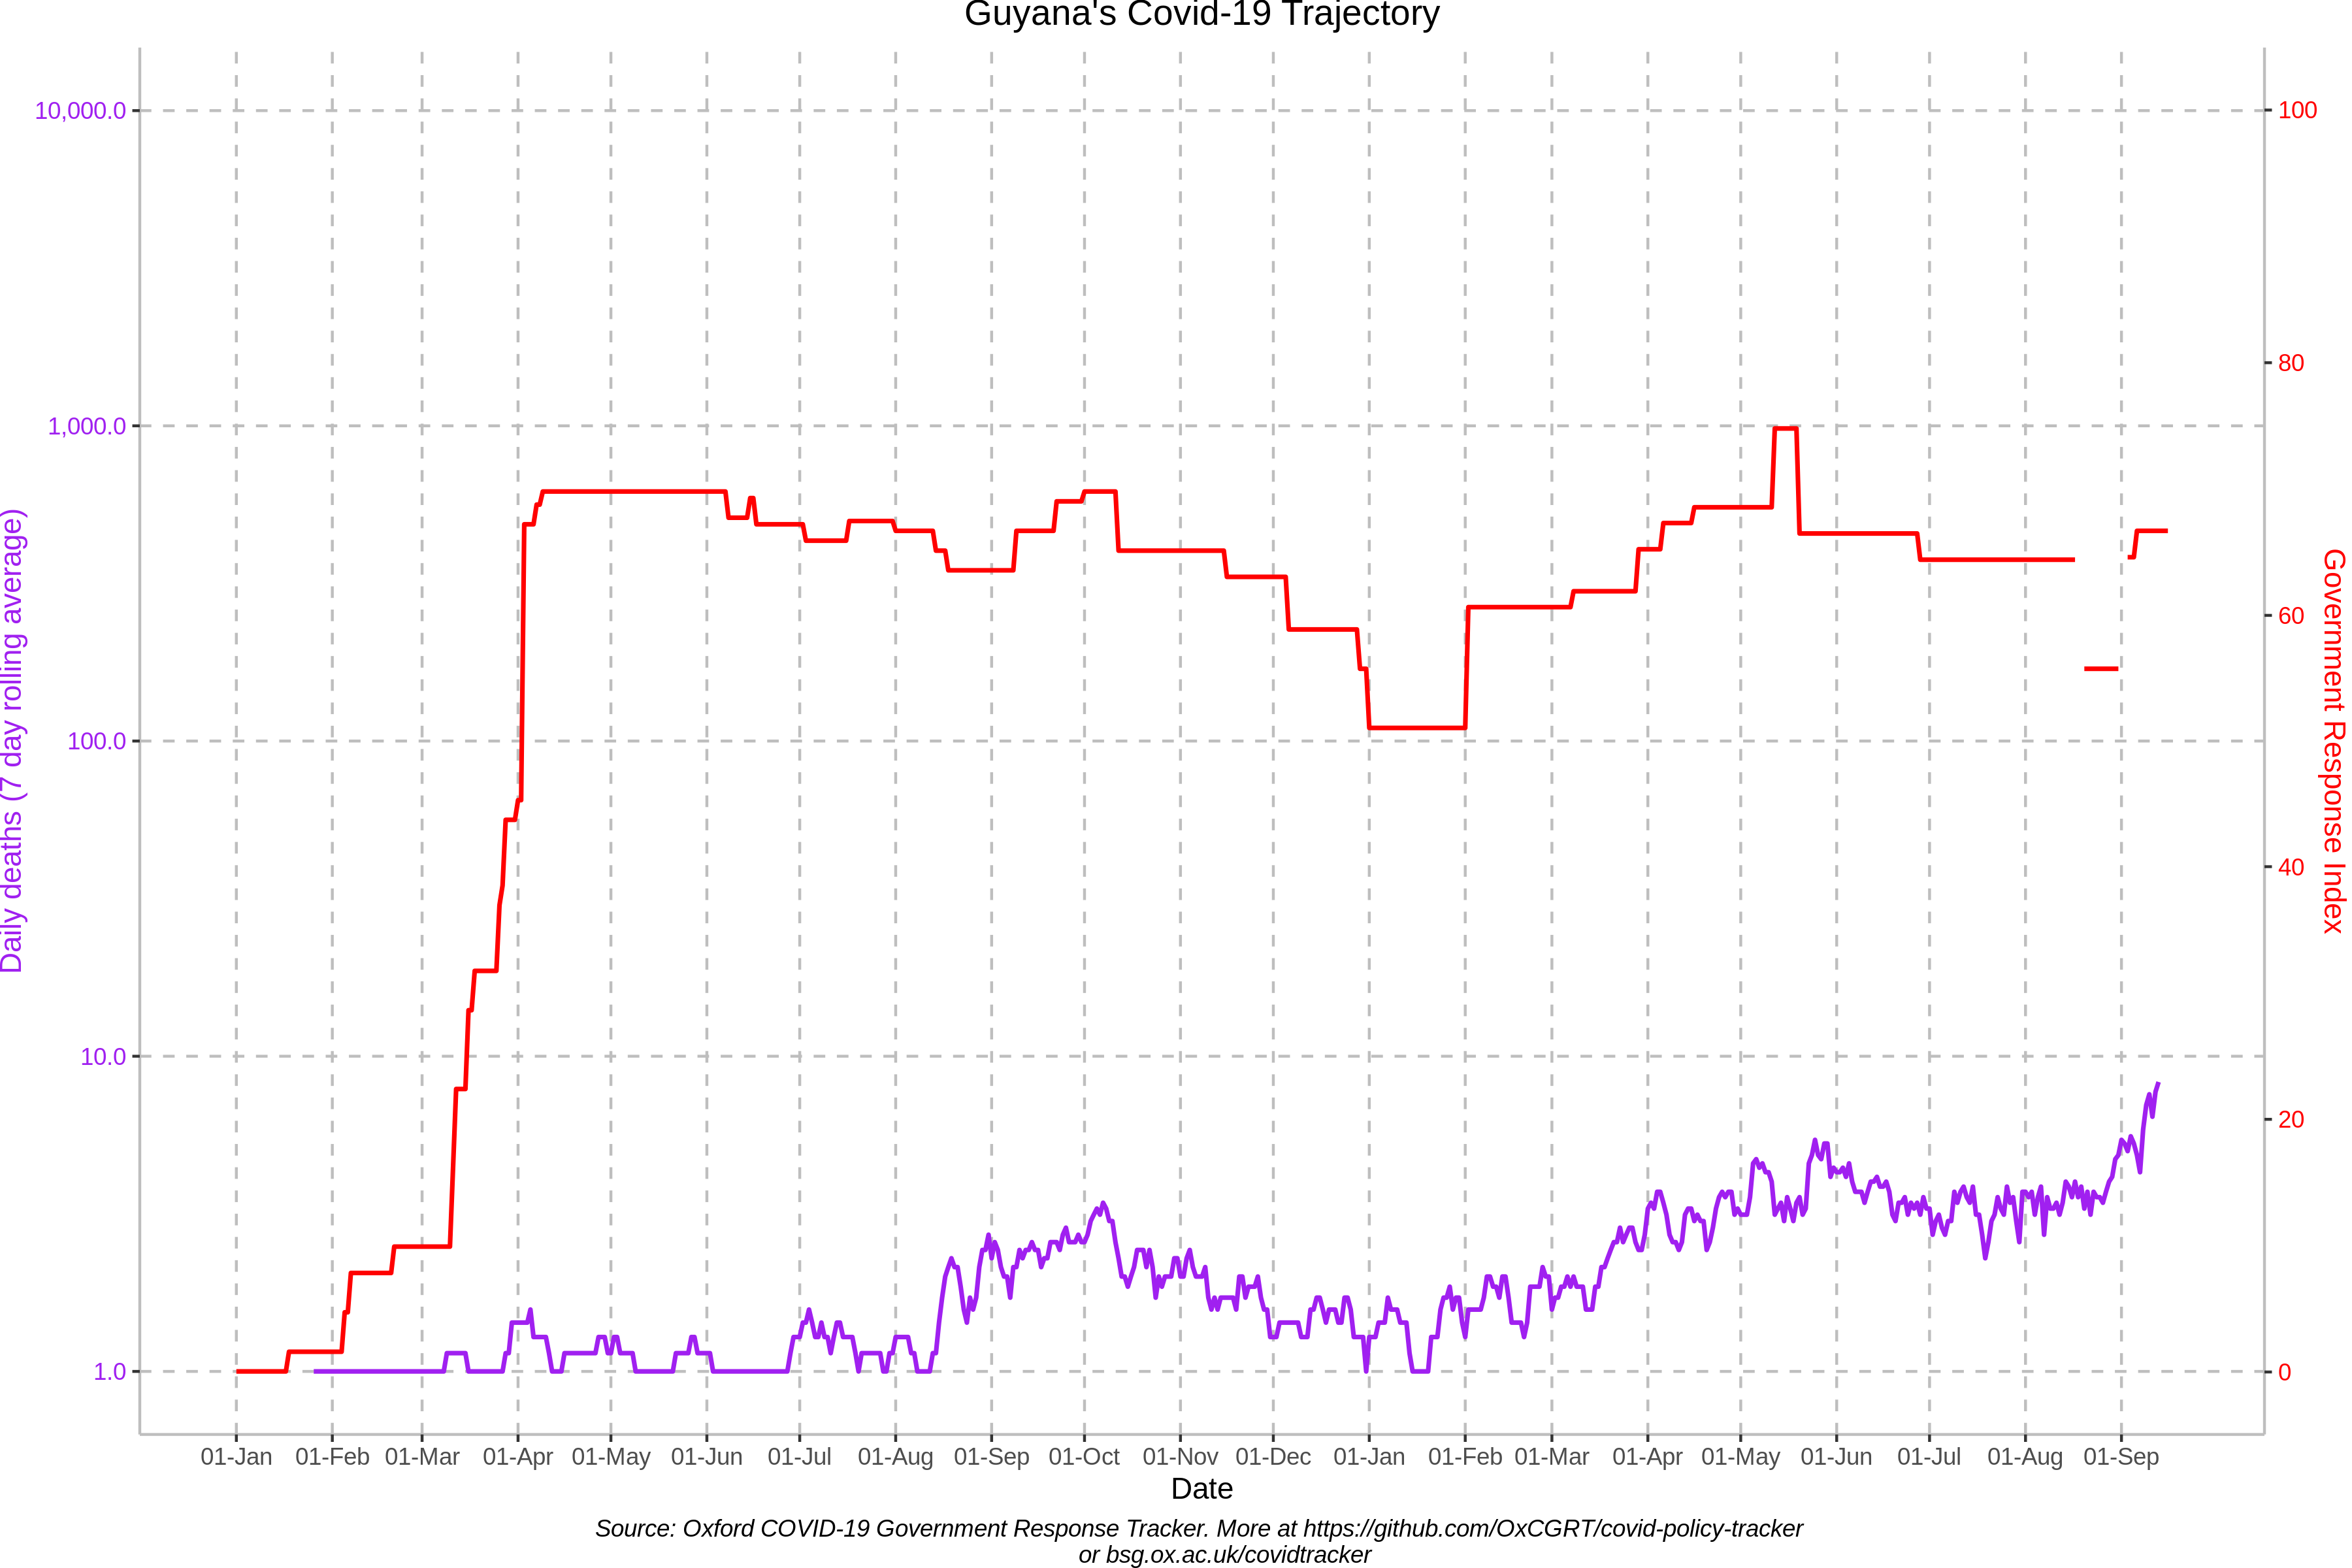 Guyana's Covid-19 Trajectory
10,000.0
1,000.0
100.0
10.0
1.0
Daily deaths (7 day rolling average)
100
80
60
40
20
0
Government Response Index
01-Jan 01-Feb 01-Mar 01-Apr 01-May 01-Jun 01-Jul 01-Aug 01-Sep 01-Oct 01-Nov 01-Dec 01-Jan 01-Feb 01-Mar 01-Apr 01-May 01-Jun 01-Jul 01-Aug 01-Sep
Date
Source: Oxford COVID-19 Government Response Tracker. More at https://github.com/OxCGRT/covid-policy-tracker
or bsg.ox.ac.uk/covidtracker